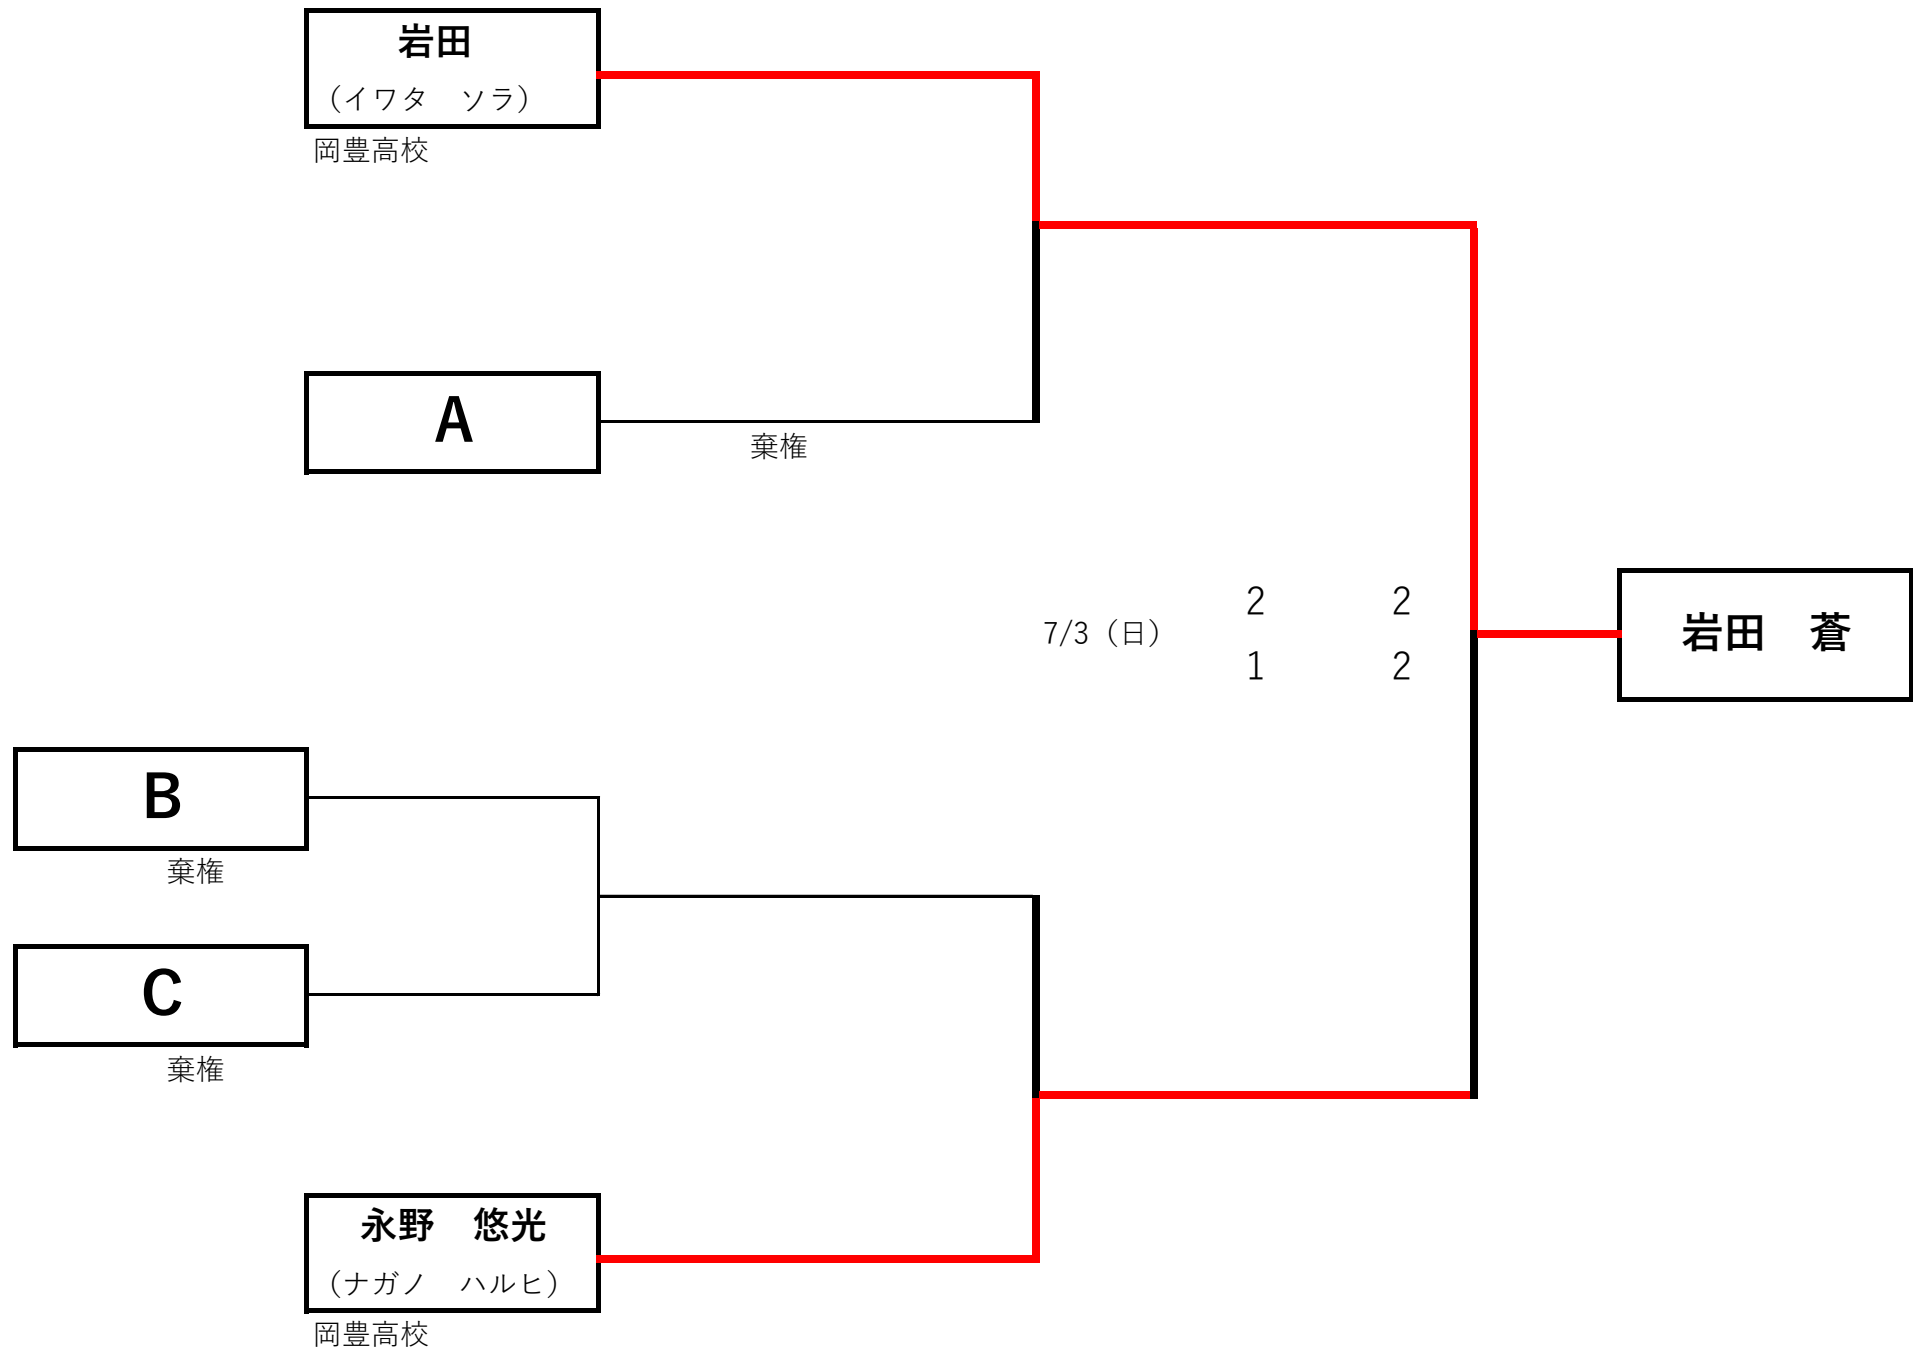 岩田
（イワタ　ソラ）
岡豊高校
A
棄権
2　2
7/3（日）
1　2
岩田　蒼
B
棄権
C
棄権
永野　悠光
（ナガノ　ハルヒ）
岡豊高校